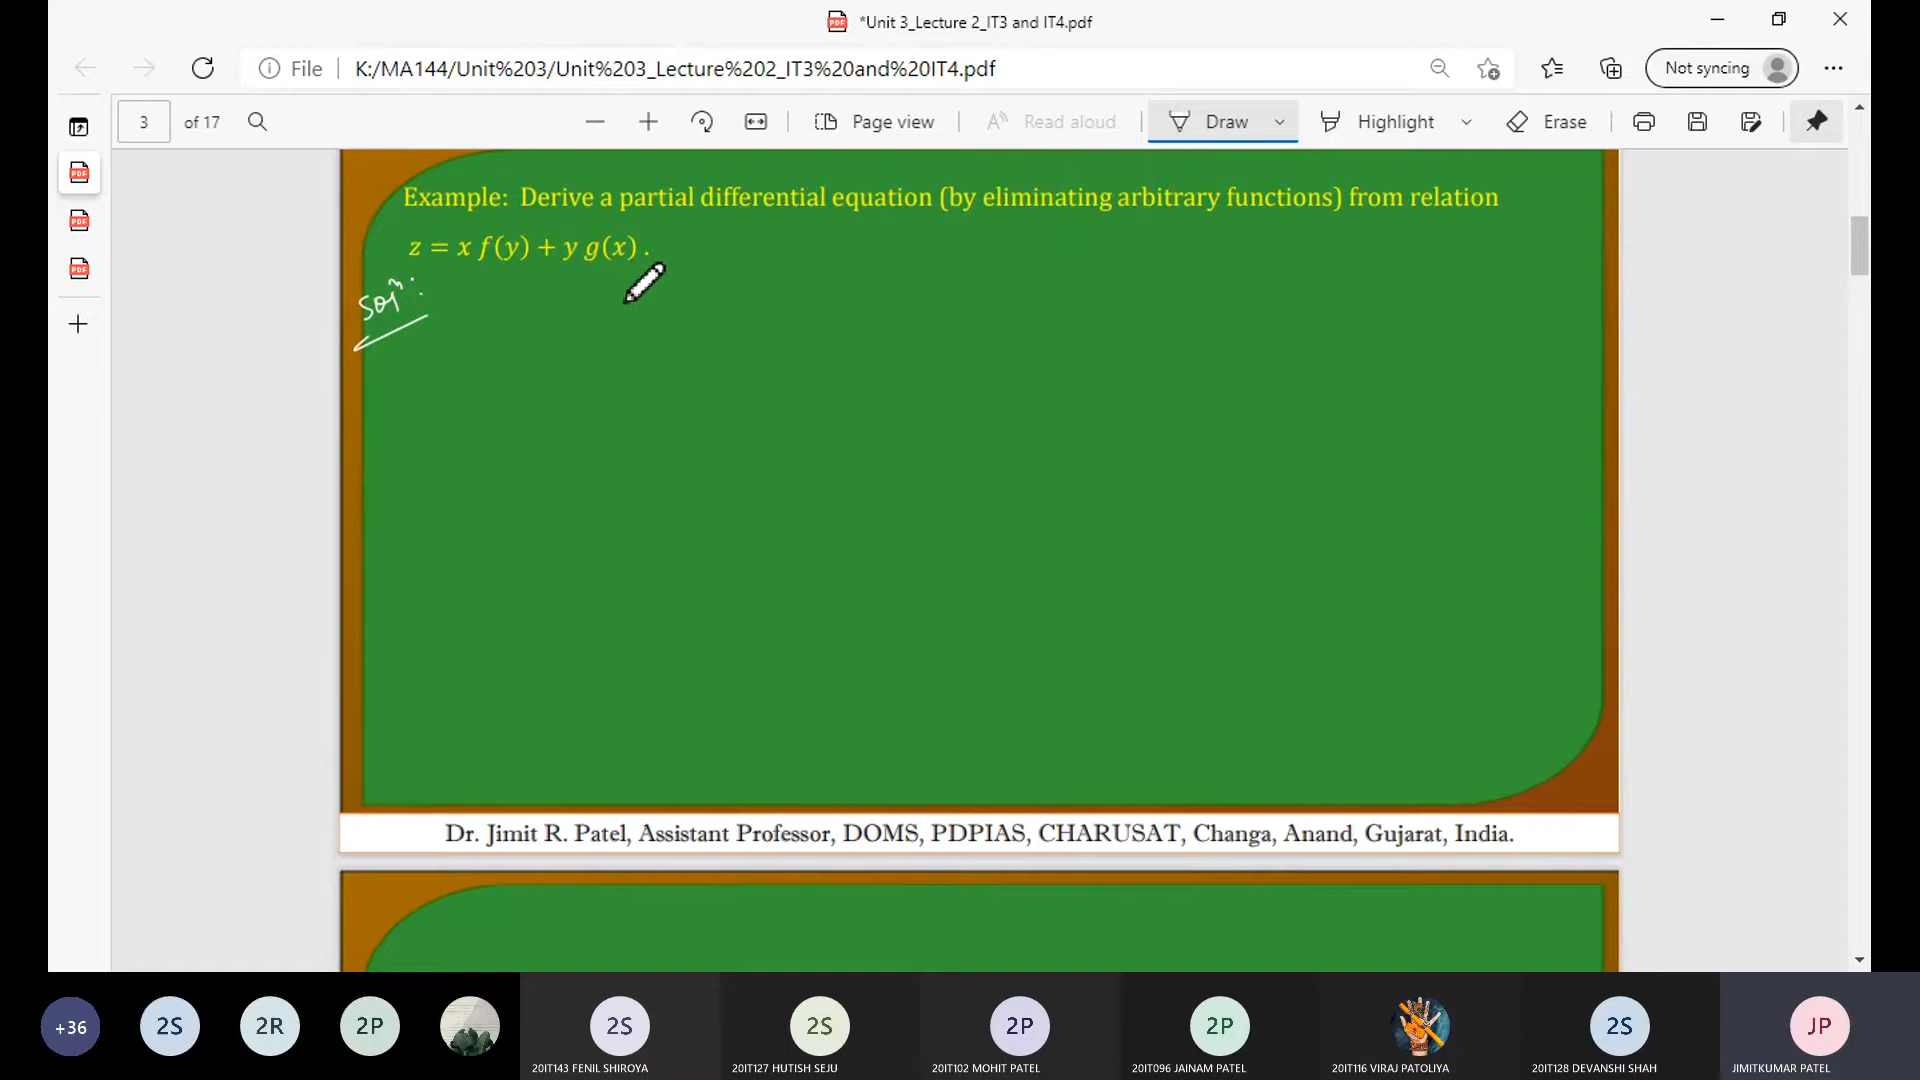 *Unit 3_Lecture 2_IT3 and IT4.pdf
File K:/MA144/Unit%203/Unit%203_Lecture%202_IT3%20and%20IT4.pdf Not syncing
3 of 17 Page view Read aloud Draw Highlight Erase
Example: Derive a partial differential equation (by eliminating arbitrary functions) from relation
z = x f(y) + y g(x) .
Solⁿ:
Dr. Jimit R. Patel, Assistant Professor, DOMS, PDPIAS, CHARUSAT, Changa, Anand, Gujarat, India.
+36 2S 2R 2P 2S 2S 2P 2P 2S JP
20IT143 FENIL SHIROYA 20IT127 HUTISH SEJU 20IT102 MOHIT PATEL 20IT096 JAINAM PATEL 20IT116 VIRAJ PATOLIYA 20IT128 DEVANSHI SHAH JIMITKUMAR PATEL